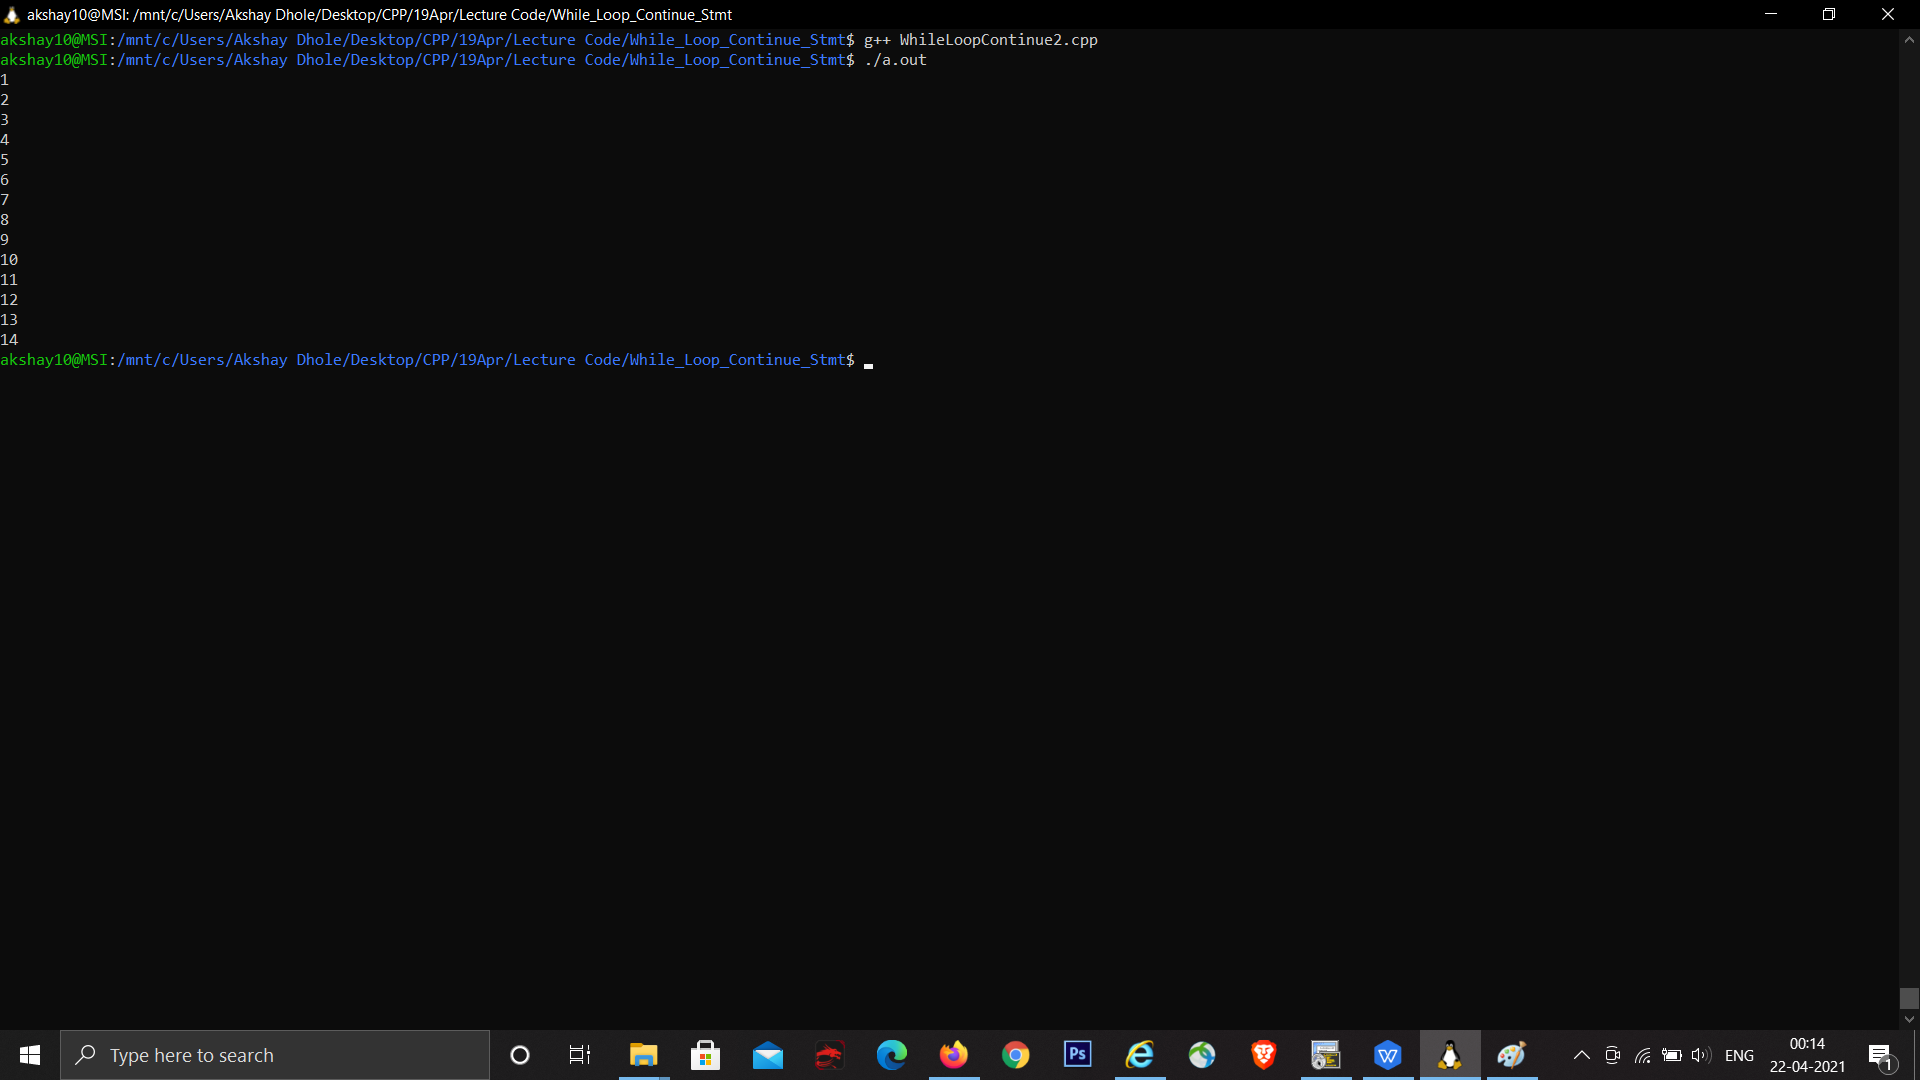 akshay10@MSI: /mnt/c/Users/Akshay Dhole/Desktop/CPP/19Apr/Lecture Code/While_Loop_Continue_Stmt
akshay10@MSI:/mnt/c/Users/Akshay Dhole/Desktop/CPP/19Apr/Lecture Code/While_Loop_Continue_Stmt$ g++ WhileLoopContinue2.cpp
akshay10@MSI:/mnt/c/Users/Akshay Dhole/Desktop/CPP/19Apr/Lecture Code/While_Loop_Continue_Stmt$ ./a.out
1
2
3
4
5
6
7
8
9
10
11
12
13
14
akshay10@MSI:/mnt/c/Users/Akshay Dhole/Desktop/CPP/19Apr/Lecture Code/While_Loop_Continue_Stmt$
Type here to search
Ps
W
ENG
00:14
22-04-2021
1